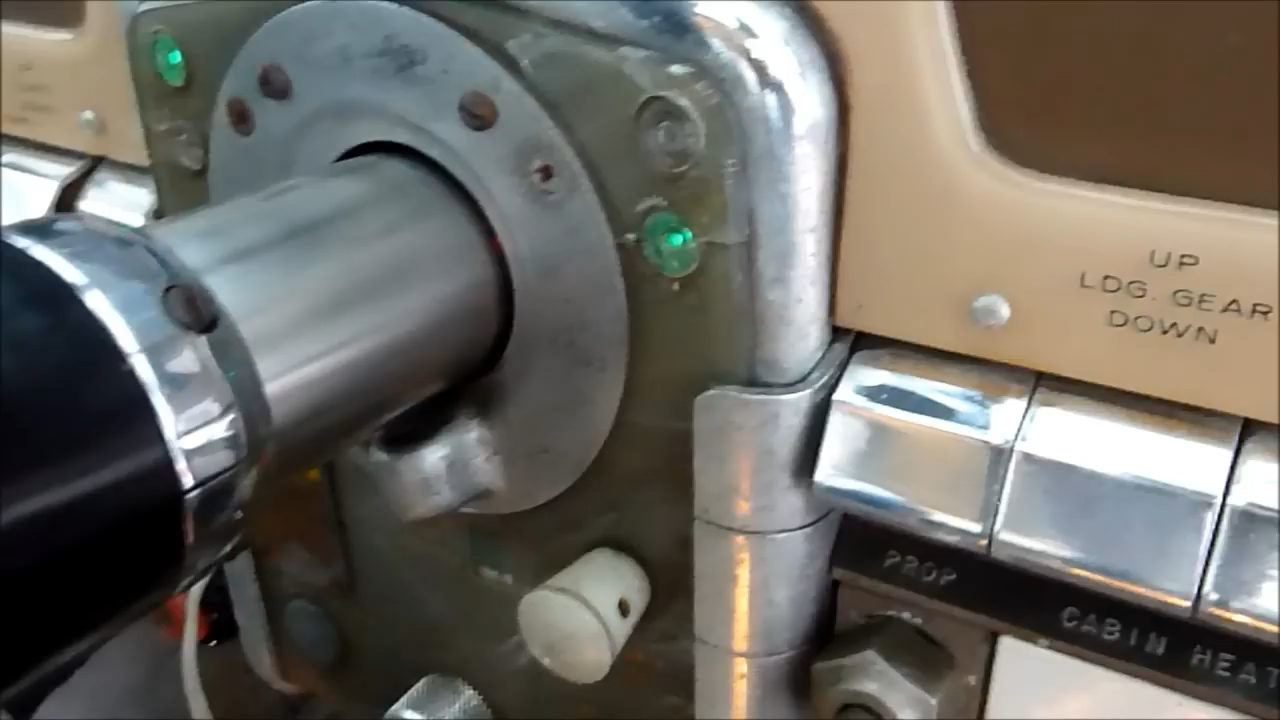 UP
LDG. GEAR
DOWN
PROP
CABIN HEAT